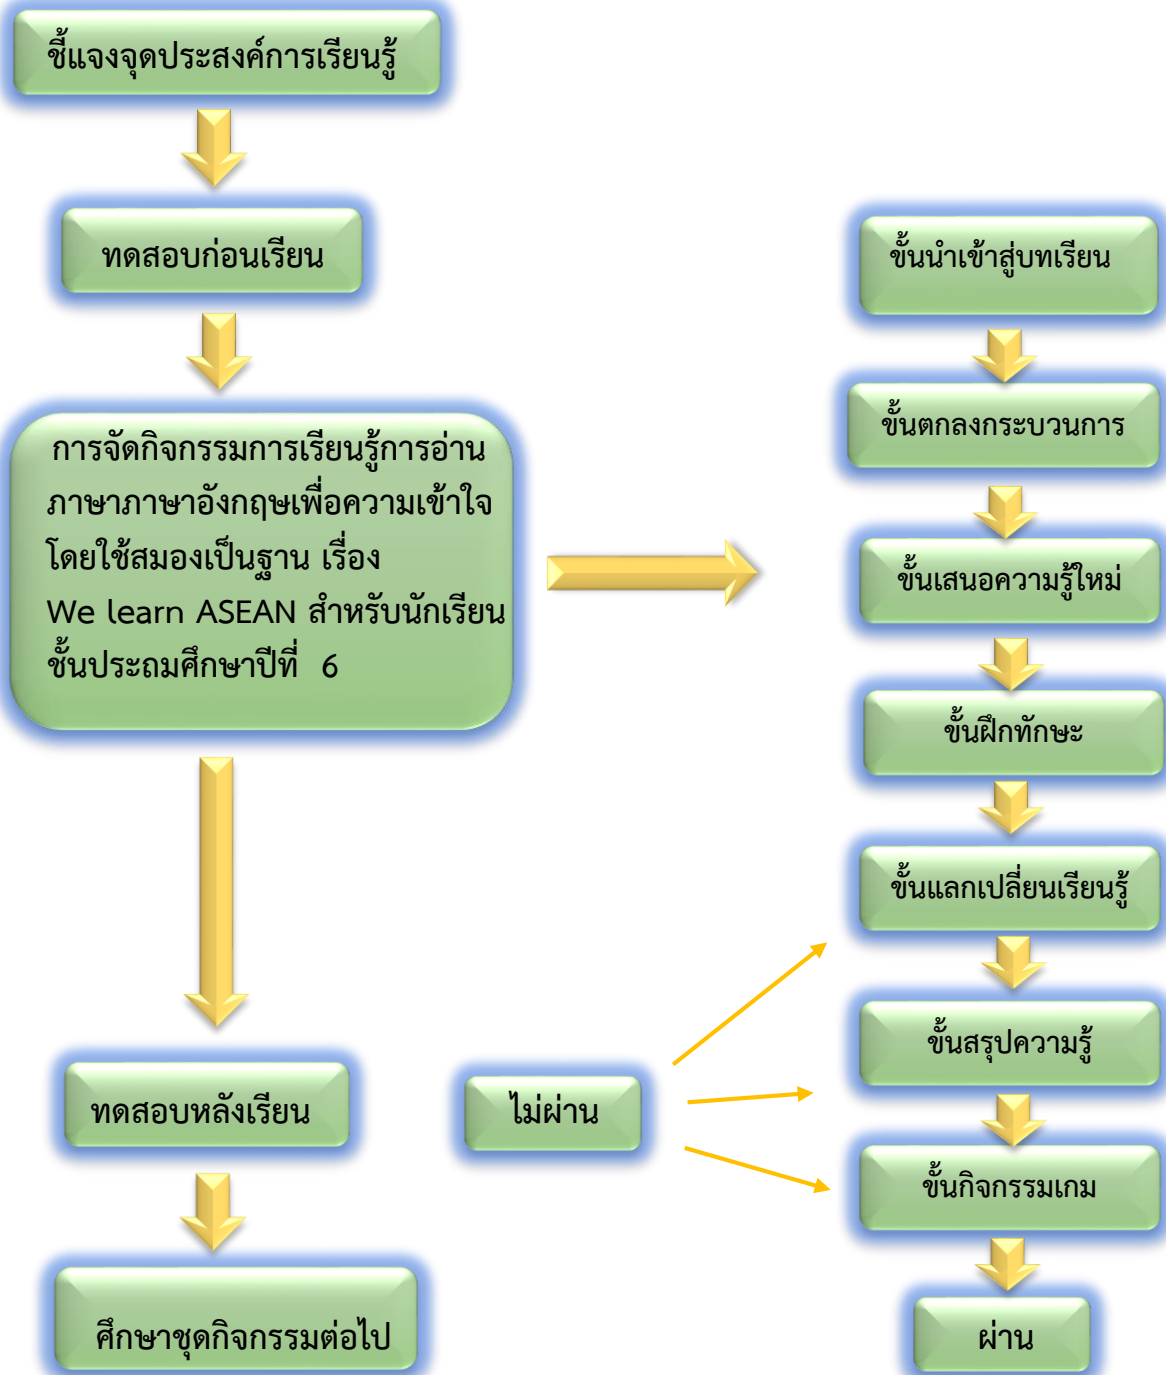 ชี้แจงจุดประสงค์การเรียนรู้
ทดสอบก่อนเรียน
การจัดกิจกรรมการเรียนรู้การอ่าน
ภาษาภาษาอังกฤษเพื่อความเข้าใจ
โดยใช้สมองเป็นฐาน เรื่อง
We learn ASEAN สำหรับนักเรียน
ชั้นประถมศึกษาปีที่ 6
ทดสอบหลังเรียน
ศึกษาชุดกิจกรรมต่อไป
ขั้นนำเข้าสู่บทเรียน
ขั้นตกลงกระบวนการ
ขั้นเสนอความรู้ใหม่
ขั้นฝึกทักษะ
ขั้นแลกเปลี่ยนเรียนรู้
ขั้นสรุปความรู้
ขั้นกิจกรรมเกม
ผ่าน
ไม่ผ่าน